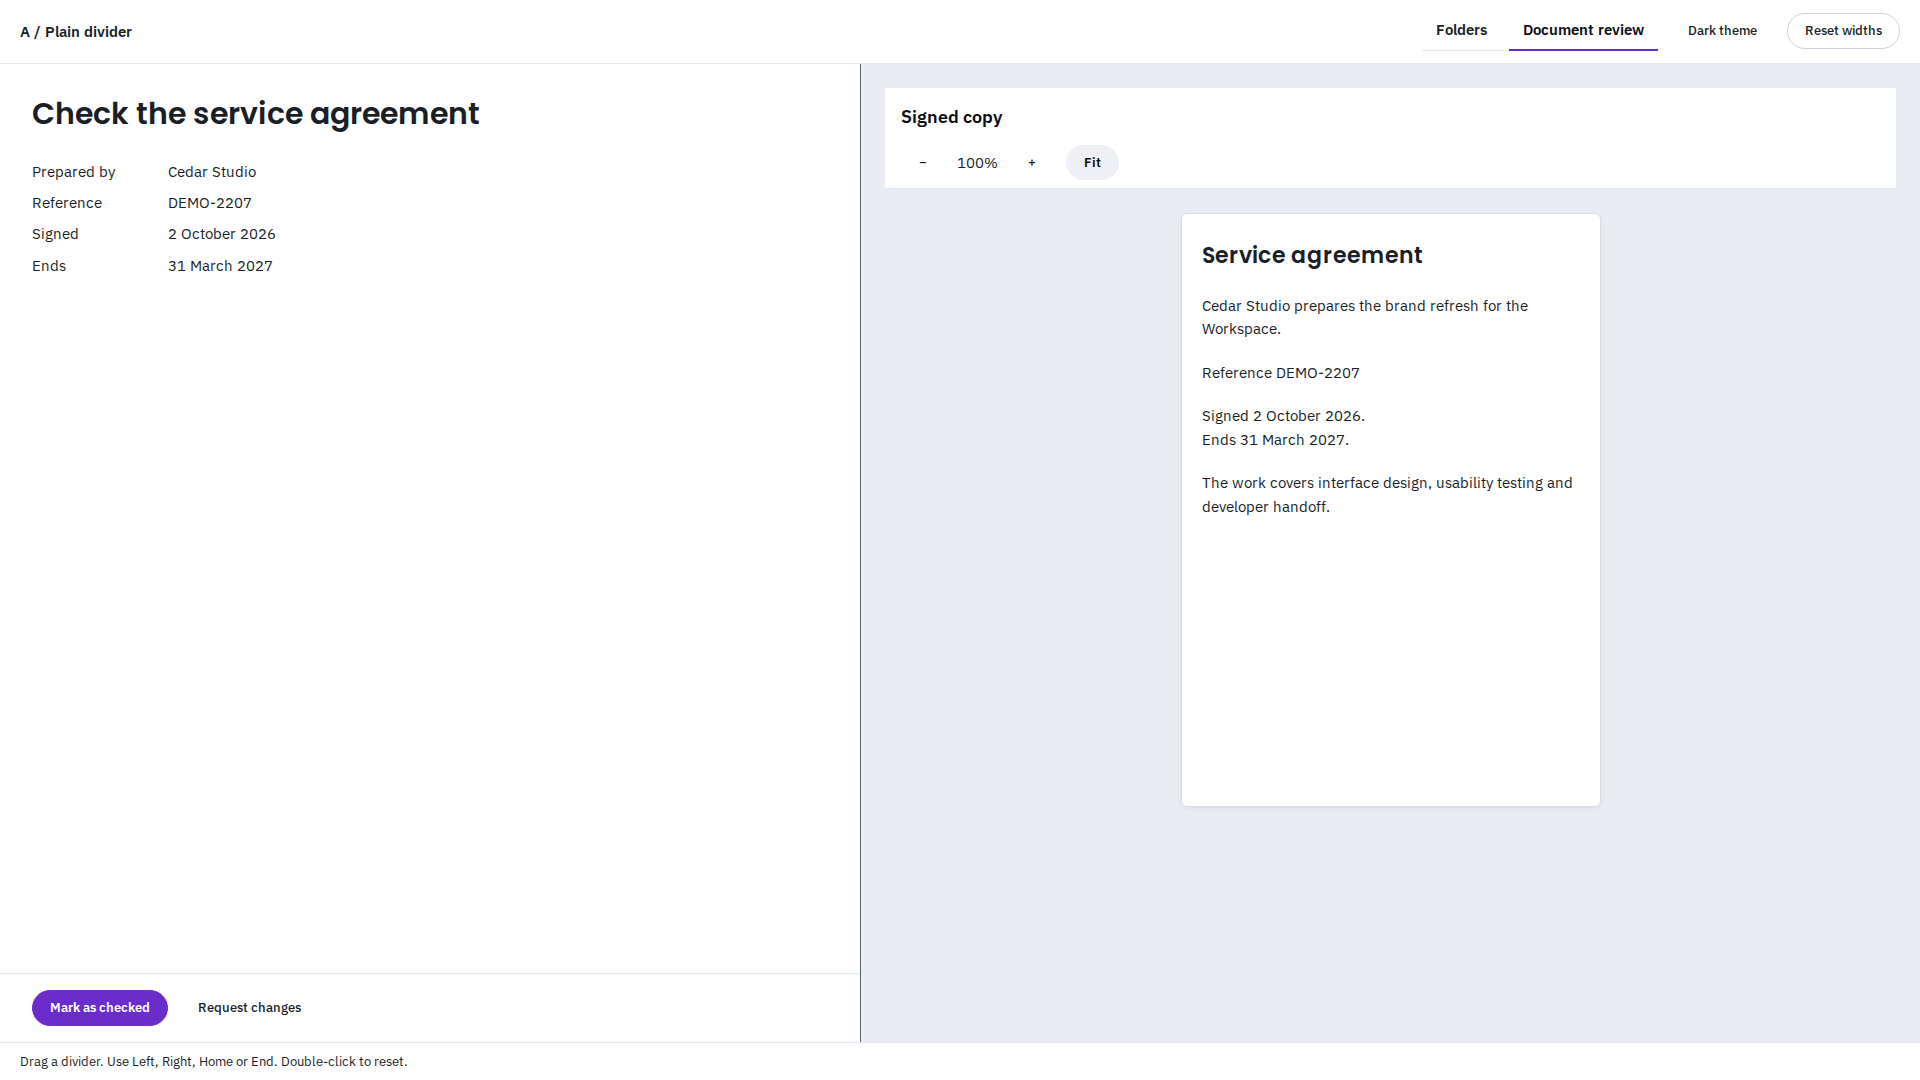 A / Plain divider
Folders
Document review
Dark theme
Reset widths
Check the service agreement
Prepared by Cedar Studio
Reference DEMO-2207
Signed 2 October 2026
Ends 31 March 2027
Mark as checked
Request changes
Signed copy
− 100% + Fit
Service agreement
Cedar Studio prepares the brand refresh for the
Workspace.
Reference DEMO-2207
Signed 2 October 2026.
Ends 31 March 2027.
The work covers interface design, usability testing and
developer handoff.
Drag a divider. Use Left, Right, Home or End. Double-click to reset.